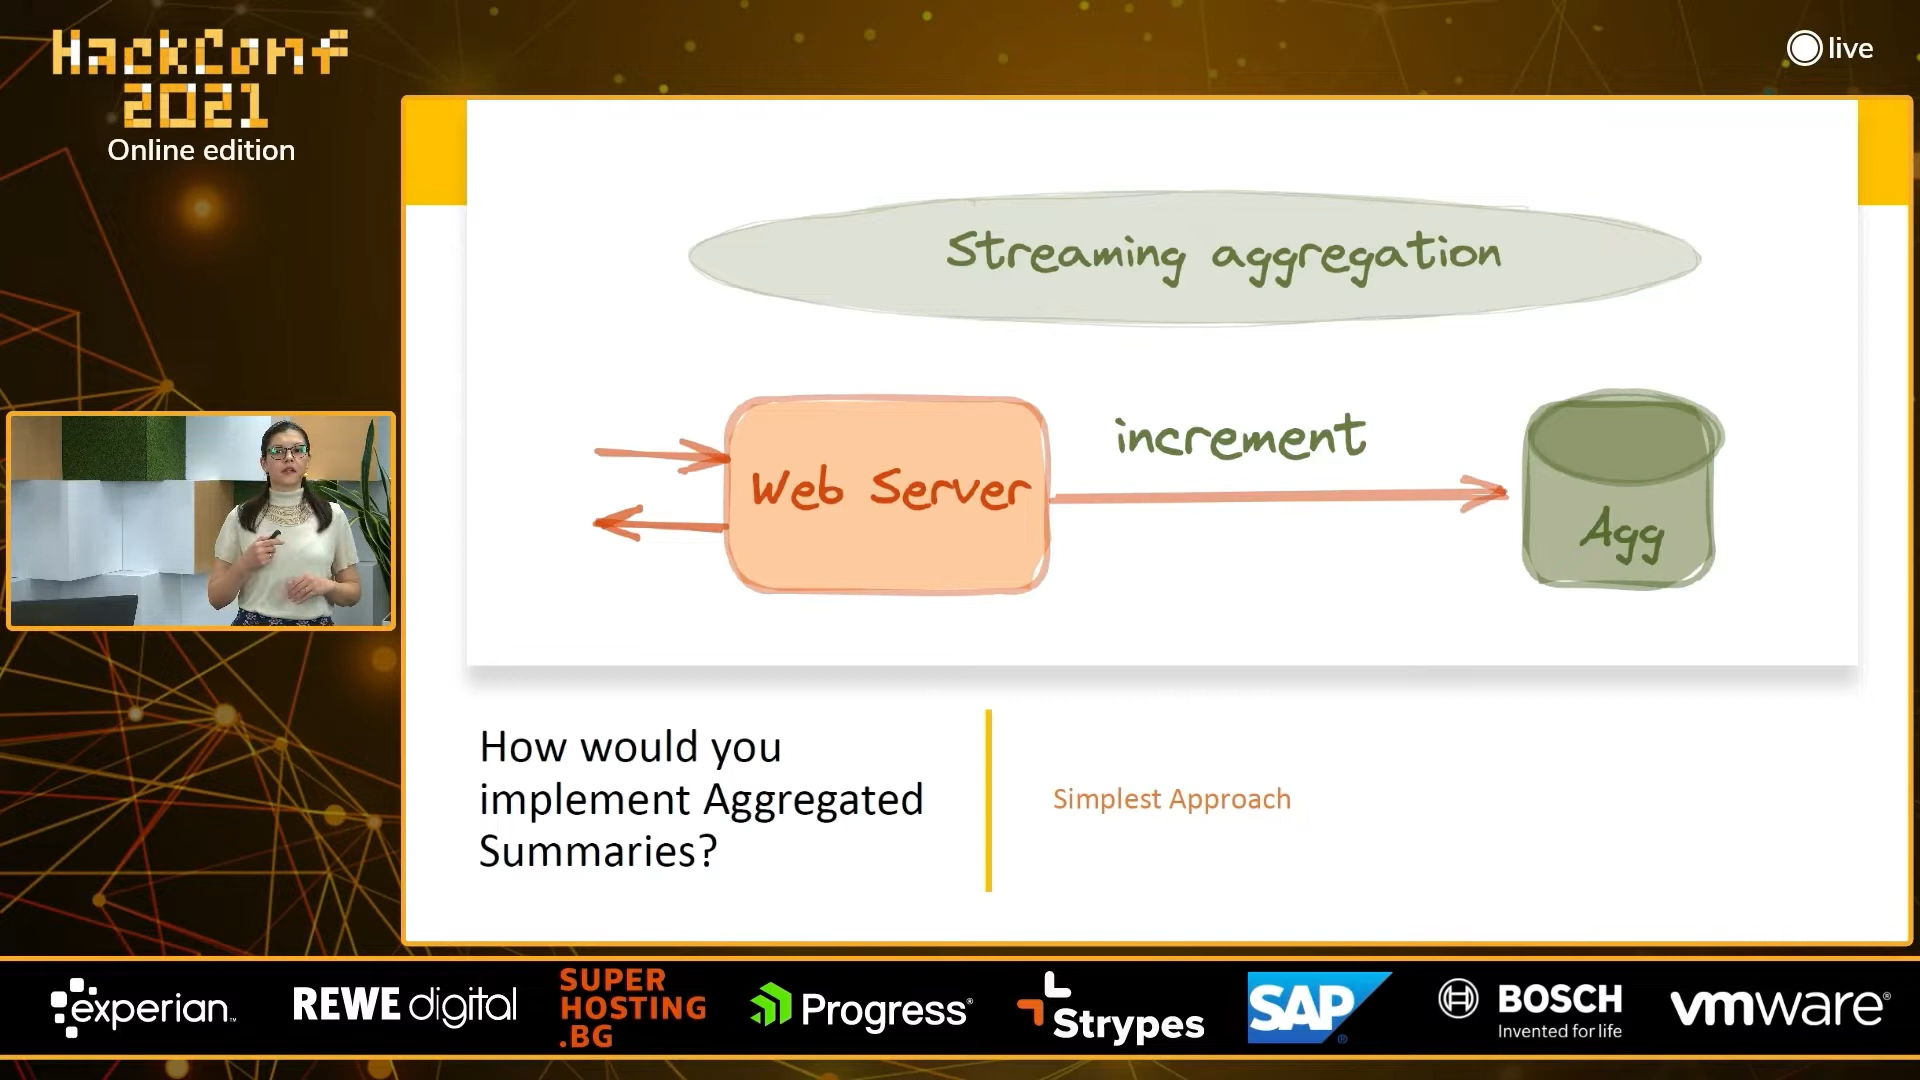 HackConf
2021
Online edition
live
Streaming aggregation
Web Server
increment
Agg
How would you
implement Aggregated
Summaries?
Simplest Approach
experian™
REWE digital
SUPER
HOSTING
.BG
Progress®
Strypes
SAP®
BOSCH
Invented for life
vmware®